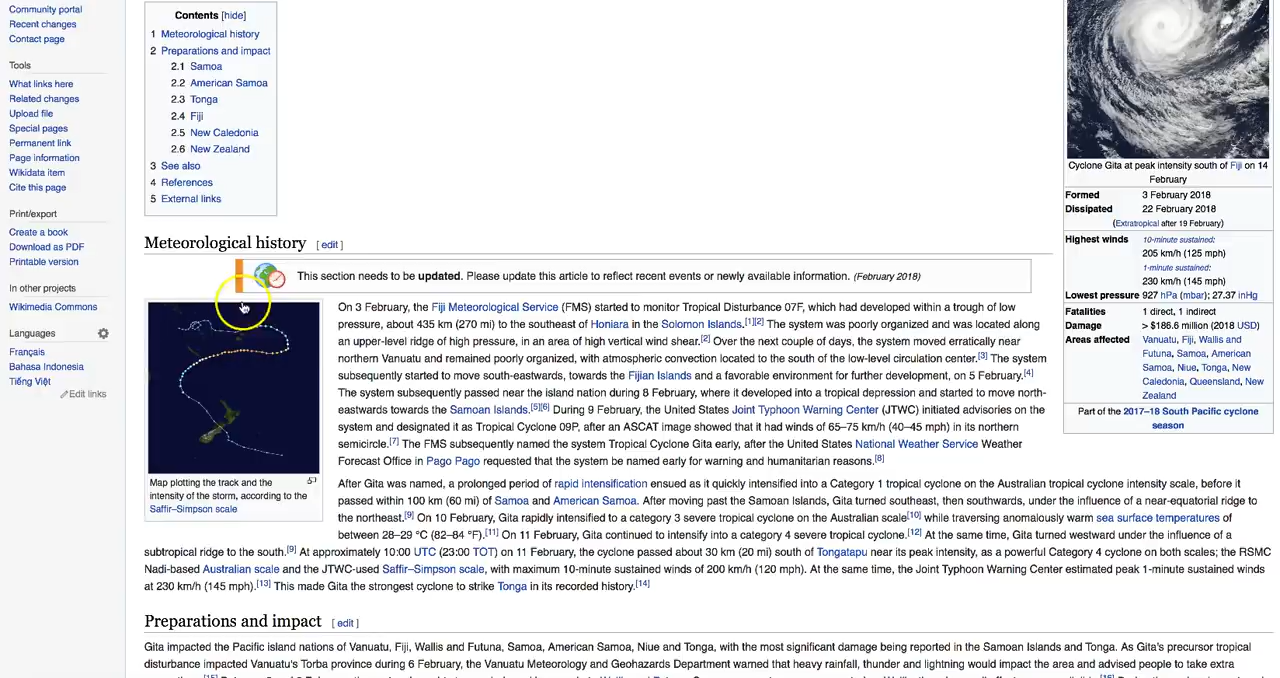 Community portal
Recent changes
Contact page
Tools
What links here
Related changes
Upload file
Special pages
Permanent link
Page information
Wikidata item
Cite this page
Print/export
Create a book
Download as PDF
Printable version
In other projects
Wikimedia Commons
Languages
Français
Bahasa Indonesia
Tiếng Việt
Edit links
Contents [hide]
1 Meteorological history
2 Preparations and impact
2.1 Samoa
2.2 American Samoa
2.3 Tonga
2.4 Fiji
2.5 New Caledonia
2.6 New Zealand
3 See also
4 References
5 External links
Meteorological history [ edit ]
This section needs to be updated. Please update this article to reflect recent events or newly available information. (February 2018)
Map plotting the track and the
intensity of the storm, according to the
Saffir–Simpson scale
On 3 February, the Fiji Meteorological Service (FMS) started to monitor Tropical Disturbance 07F, which had developed within a trough of low
pressure, about 435 km (270 mi) to the southeast of Honiara in the Solomon Islands.[1][2] The system was poorly organized and was located along
an upper-level ridge of high pressure, in an area of high vertical wind shear.[2] Over the next couple of days, the system moved erratically near
northern Vanuatu and remained poorly organized, with atmospheric convection located to the south of the low-level circulation center.[3] The system
subsequently started to move south-eastwards, towards the Fijian Islands and a favorable environment for further development, on 5 February.[4]
The system subsequently passed near the island nation during 8 February, where it developed into a tropical depression and started to move north-
eastwards towards the Samoan Islands.[5][6] During 9 February, the United States Joint Typhoon Warning Center (JTWC) initiated advisories on the
system and designated it as Tropical Cyclone 09P, after an ASCAT image showed that it had winds of 65–75 km/h (40–45 mph) in its northern
semicircle.[7] The FMS subsequently named the system Tropical Cyclone Gita early, after the United States National Weather Service Weather
Forecast Office in Pago Pago requested that the system be named early for warning and humanitarian reasons.[8]
After Gita was named, a prolonged period of rapid intensification ensued as it quickly intensified into a Category 1 tropical cyclone on the Australian tropical cyclone intensity scale, before it
passed within 100 km (60 mi) of Samoa and American Samoa. After moving past the Samoan Islands, Gita turned southeast, then southwards, under the influence of a near-equatorial ridge to
the northeast.[9] On 10 February, Gita rapidly intensified to a category 3 severe tropical cyclone on the Australian scale[10] while traversing anomalously warm sea surface temperatures of
between 28–29 °C (82–84 °F).[11] On 11 February, Gita continued to intensify into a category 4 severe tropical cyclone.[12] At the same time, Gita turned westward under the influence of a
subtropical ridge to the south.[9] At approximately 10:00 UTC (23:00 TOT) on 11 February, the cyclone passed about 30 km (20 mi) south of Tongatapu near its peak intensity, as a powerful Category 4 cyclone on both scales; the RSMC
Nadi-based Australian scale and the JTWC-used Saffir–Simpson scale, with maximum 10-minute sustained winds of 200 km/h (120 mph). At the same time, the Joint Typhoon Warning Center estimated peak 1-minute sustained winds
at 230 km/h (145 mph).[13] This made Gita the strongest cyclone to strike Tonga in its recorded history.[14]
Preparations and impact [ edit ]
Gita impacted the Pacific island nations of Vanuatu, Fiji, Wallis and Futuna, Samoa, American Samoa, Niue and Tonga, with the most significant damage being reported in the Samoan Islands and Tonga. As Gita's precursor tropical
disturbance impacted Vanuatu's Torba province during 6 February, the Vanuatu Meteorology and Geohazards Department warned that heavy rainfall, thunder and lightning would impact the area and advised people to take extra
Cyclone Gita at peak intensity south of Fiji on 14
February
Formed 3 February 2018
Dissipated 22 February 2018
(Extratropical after 19 February)
Highest winds 10-minute sustained:
205 km/h (125 mph)
1-minute sustained:
230 km/h (145 mph)
Lowest pressure 927 hPa (mbar); 27.37 inHg
Fatalities 1 direct, 1 indirect
Damage > $186.6 million (2018 USD)
Areas affected Vanuatu, Fiji, Wallis and
Futuna, Samoa, American
Samoa, Niue, Tonga, New
Caledonia, Queensland, New
Zealand
Part of the 2017–18 South Pacific cyclone
season